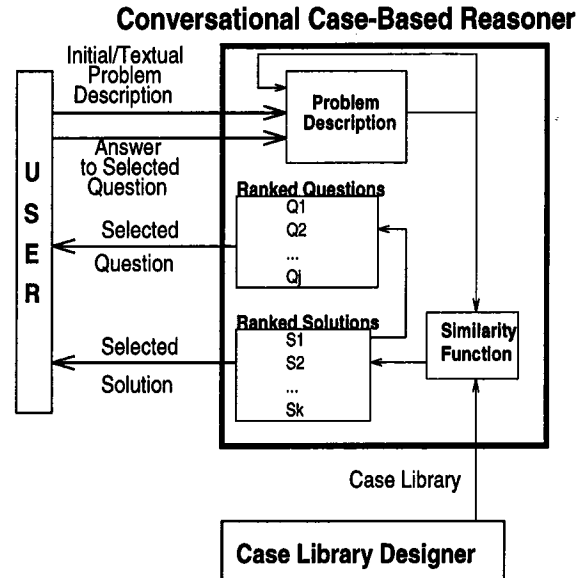 Conversational Case-Based Reasoner
Initial/Textual
Problem
Description
Problem
Description
Answer
to Selected
Question
USER
Ranked Questions
Q1
Q2
...
Qj
Selected
Question
Ranked Solutions
S1
S2
...
Sk
Selected
Solution
Similarity
Function
Case Library
Case Library Designer